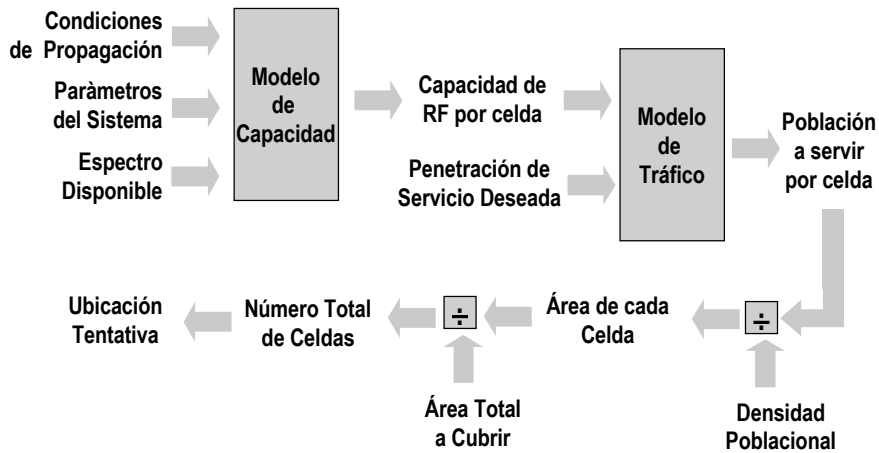 Condiciones
de Propagación
Paràmetros
del Sistema
Espectro
Disponible
Modelo
de
Capacidad
Capacidad de
RF por celda
Penetración de
Servicio Deseada
Modelo
de
Tráfico
Población
a servir
por celda
Ubicación
Tentativa
Número Total
de Celdas
÷
Área de cada
Celda
÷
Área Total
a Cubrir
Densidad
Poblacional